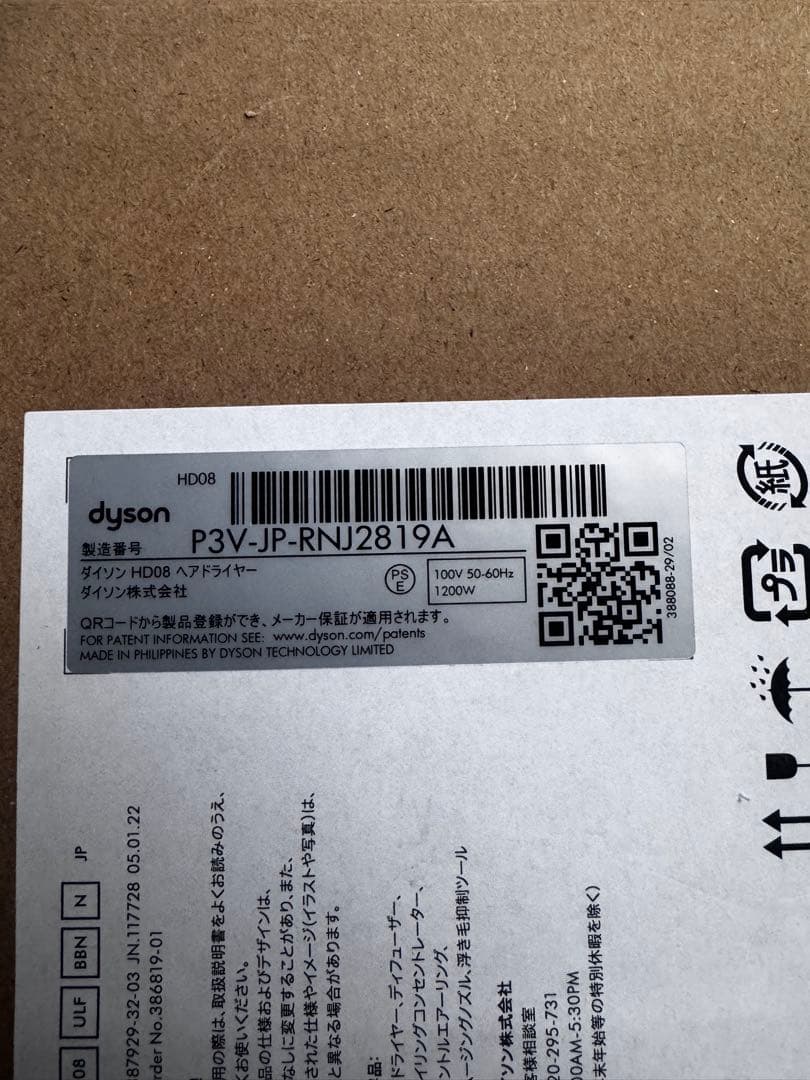 HD08
dyson
製造番号 P3V-JP-RNJ2819A
ダイソン HD08 ヘアドライヤー
ダイソン株式会社
PS
E
100V 50-60Hz
1200W
QRコードから製品登録ができ、メーカー保証が適用されます。
FOR PATENT INFORMATION SEE: www.dyson.com/patents
MADE IN PHILIPPINES BY DYSON TECHNOLOGY LIMITED
388088-29/02
紙
プラ
08 ULF BBN N JP
87929-32-03 JN.117728 05.01.22
rder No.386819-01
用の際は、取扱説明書をよくお読みのうえ、
くお使いください。
品の仕様およびデザインは、
なしに変更することがあり、また、
された仕様やイメージ(イラストや写真)は、
と異なる場合があります。
品:
ドライヤー、ディフューザー、
イリングコンセントレーター、
ントルエアーリング、
ージングノズル、浮き毛抑制ツール
ソン株式会社
客様相談室
20-295-731
00AM-5:30PM
末年始等の特別休暇を除く)